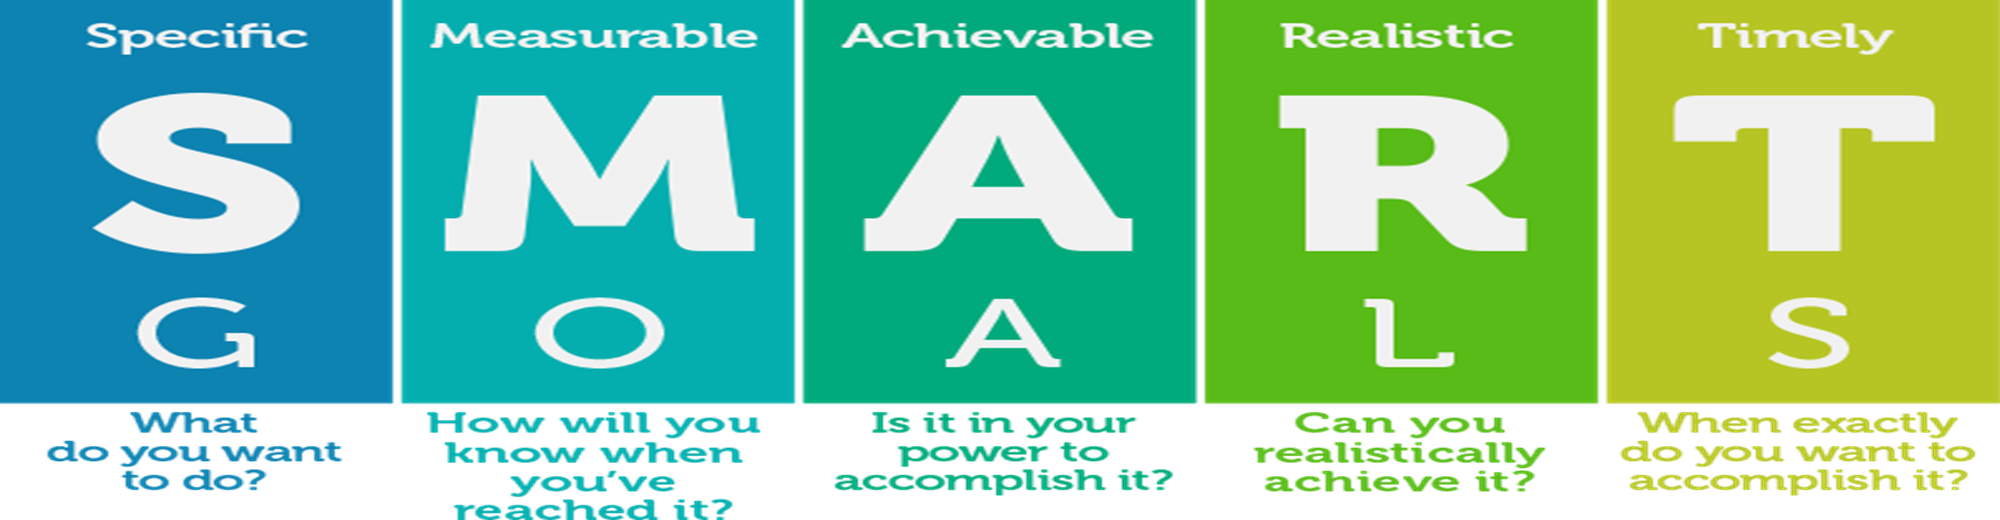 Specific
S
G
What
do you want
to do?
Measurable
M
O
How will you
know when
you've
reached it?
Achievable
A
A
Is it in your
power to
accomplish it?
Realistic
R
L
Can you
realistically
achieve it?
Timely
T
S
When exactly
do you want to
accomplish it?